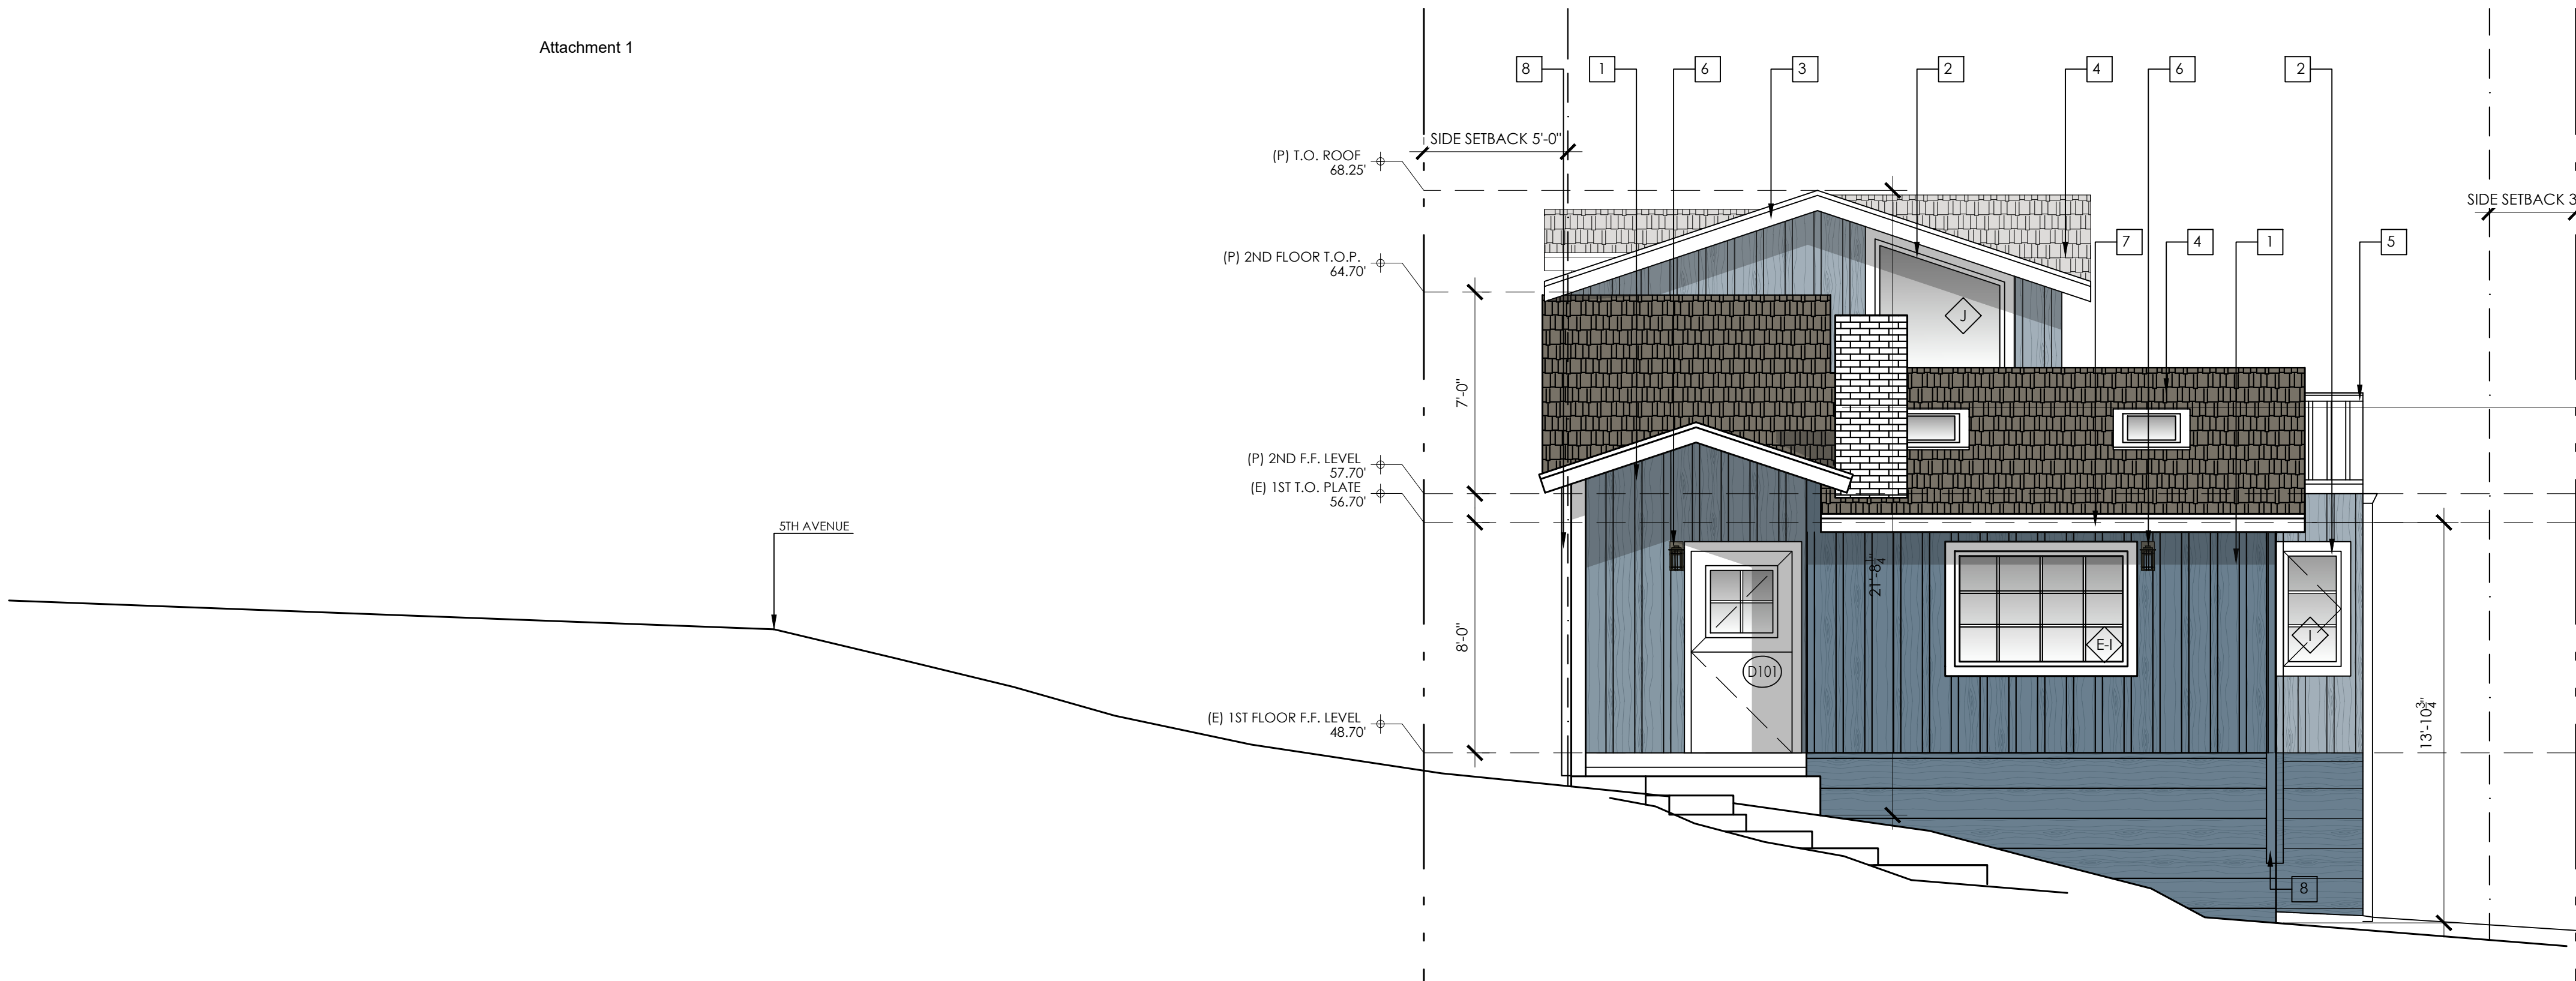 Attachment 1
8
1
6
3
2
4
6
2
SIDE SETBACK 5'-0"
(P) T.O. ROOF
68.25'
SIDE SETBACK 3
7
4
1
5
(P) 2ND FLOOR T.O.P.
64.70'
J
7'-0"
(P) 2ND F.F. LEVEL
57.70'
(E) 1ST T.O. PLATE
56.70'
5TH AVENUE
21'-8¼"
8'-0"
E-I
I
D101
(E) 1ST FLOOR F.F. LEVEL
48.70'
13'-10¾"
8